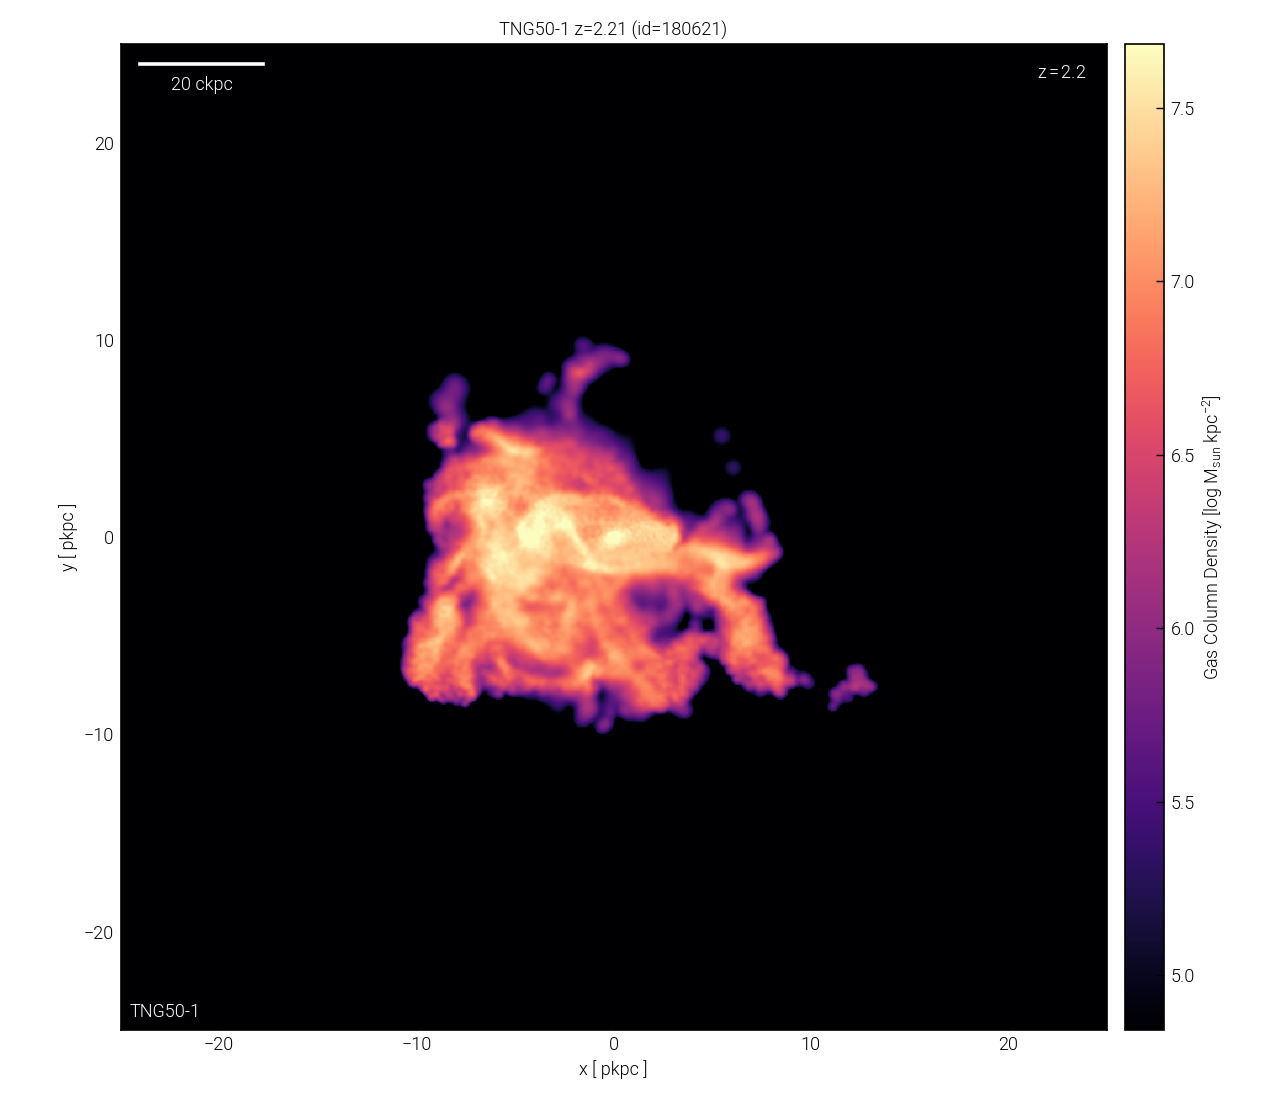 TNG50-1 z=2.21 (id=180621)
20 ckpc
z=2.2
TNG50-1
20
10
0
−10
−20
y [ pkpc ]
−20
−10
0
10
20
x [ pkpc ]
7.5
7.0
6.5
6.0
5.5
5.0
Gas Column Density [log M_sun kpc⁻²]